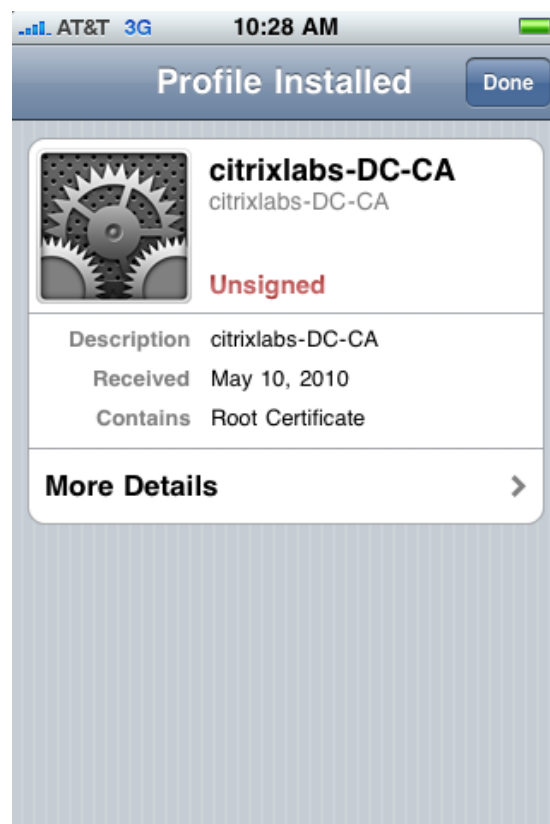 AT&T 3G 10:28 AM
Profile Installed Done
citrixlabs-DC-CA
citrixlabs-DC-CA
Unsigned
Description citrixlabs-DC-CA
Received May 10, 2010
Contains Root Certificate
More Details